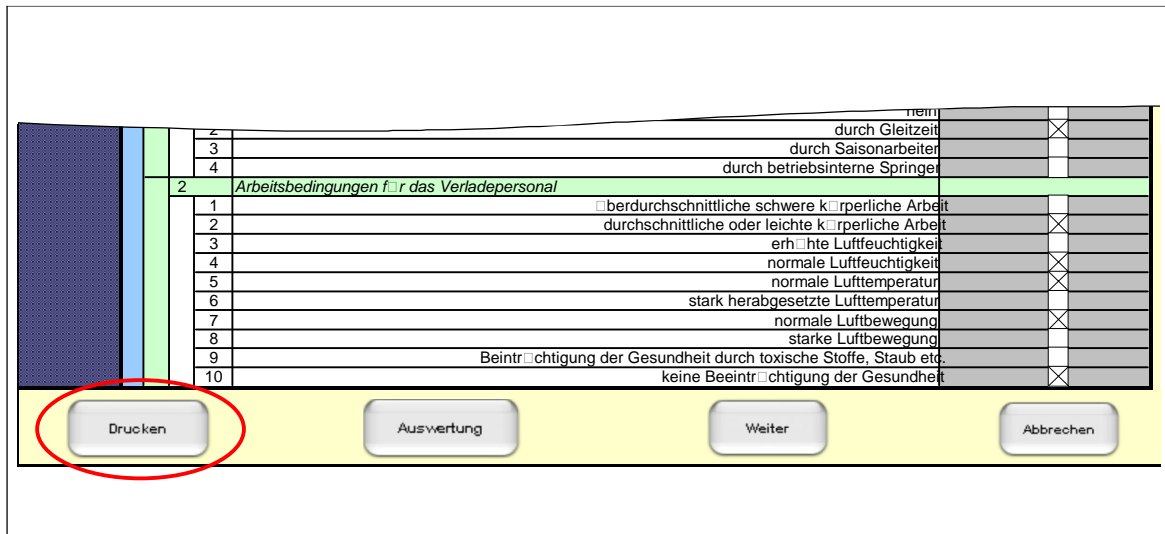 nein
2 durch Gleitzeit
3 durch Saisonarbeiter
4 durch betriebsinterne Springer
2 Arbeitsbedingungen f□r das Verladepersonal
1 □berdurchschnittliche schwere k□rperliche Arbeit
2 durchschnittliche oder leichte k□rperliche Arbeit
3 erh□hte Luftfeuchtigkeit
4 normale Luftfeuchtigkeit
5 normale Lufttemperatur
6 stark herabgesetzte Lufttemperatur
7 normale Luftbewegung
8 starke Luftbewegung
9 Beintr□chtigung der Gesundheit durch toxische Stoffe, Staub etc.
10 keine Beeintr□chtigung der Gesundheit
Drucken Auswertung Weiter Abbrechen